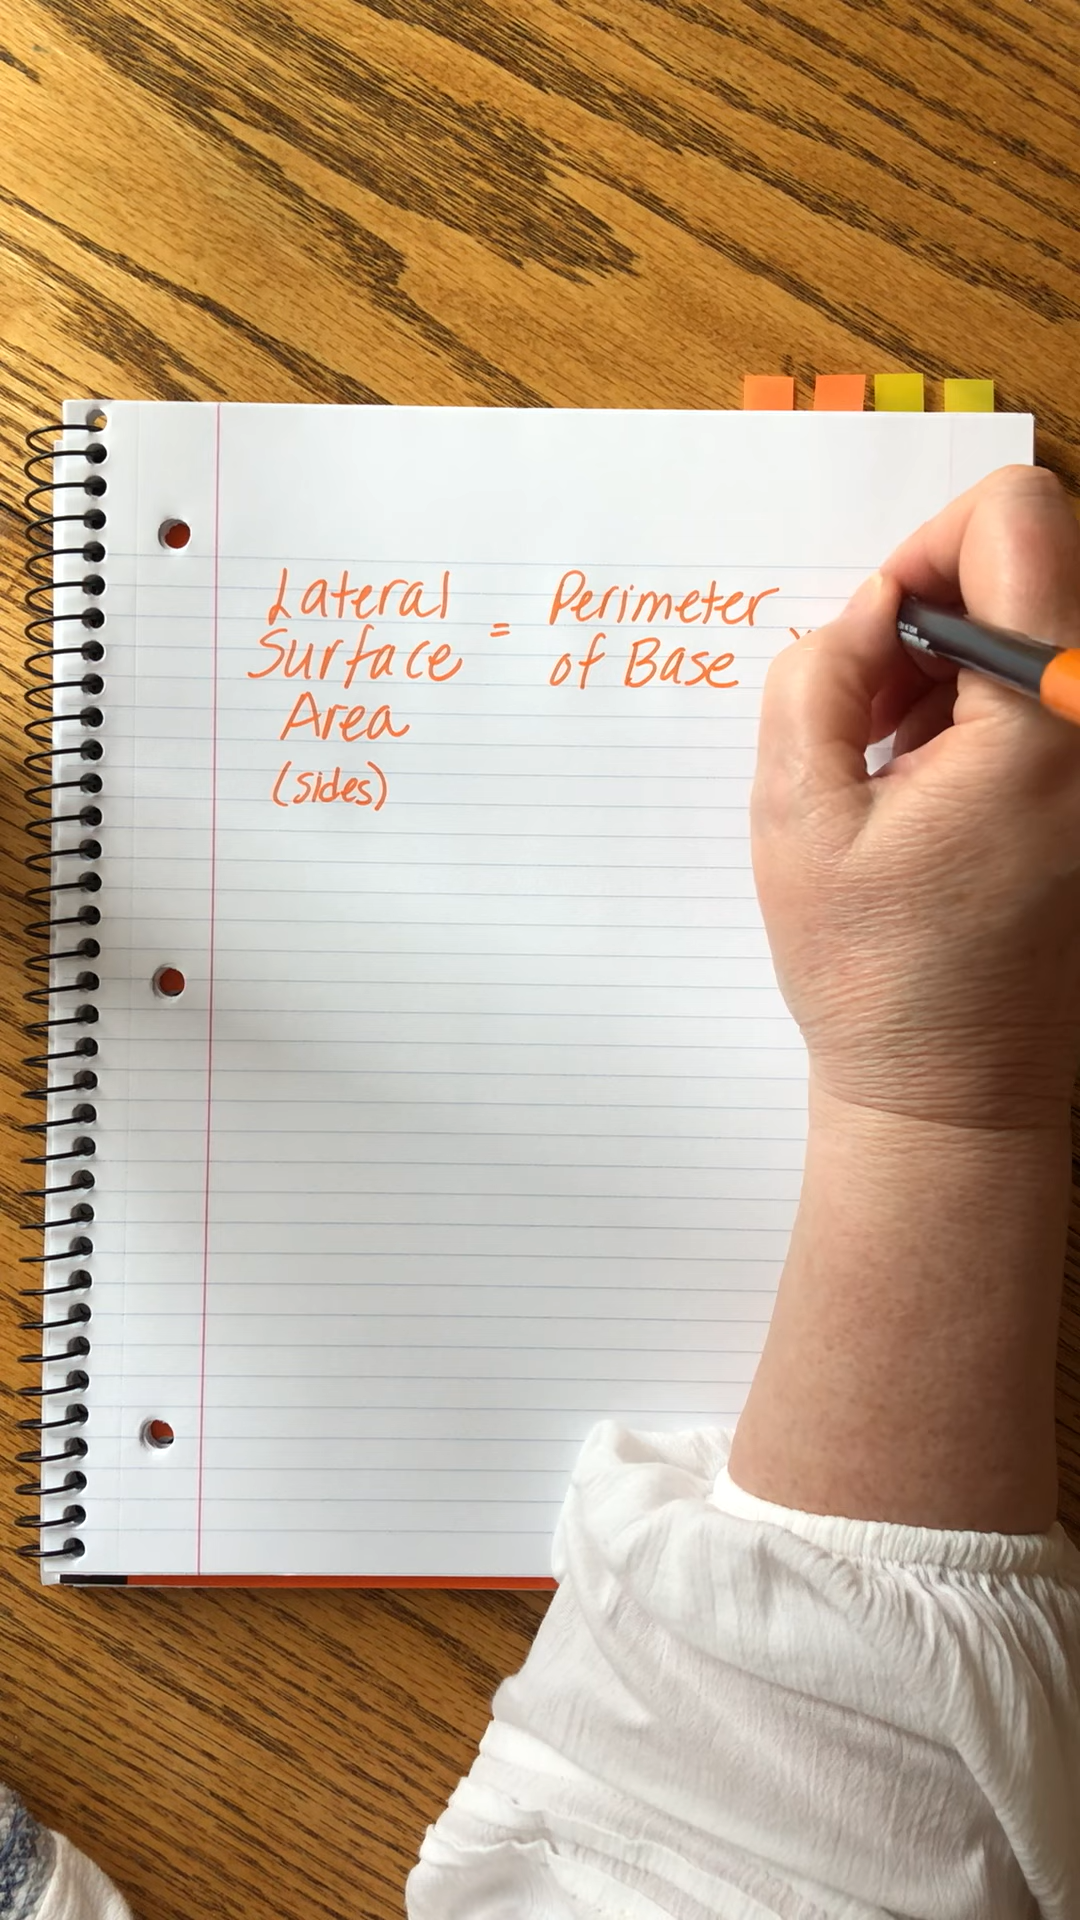 Lateral
Surface
Area
(sides)
=
Perimeter
of Base